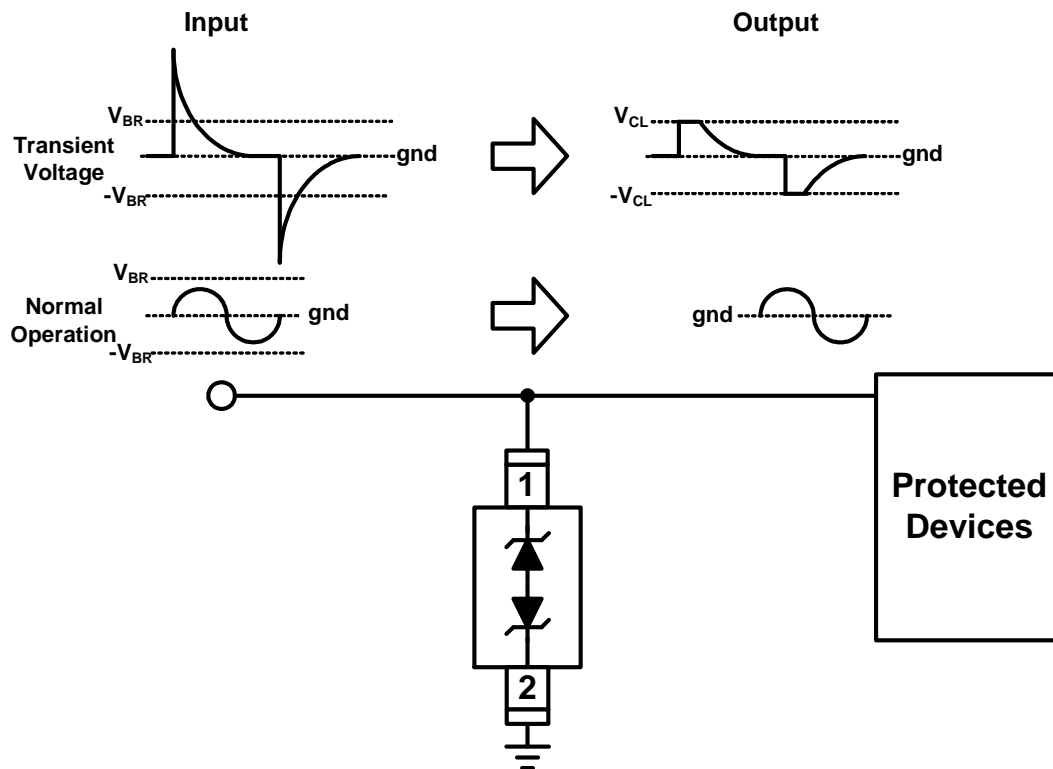 Input
Output
V_BR
Transient
Voltage
gnd
-V_BR
V_CL
gnd
-V_CL
V_BR
Normal
Operation
gnd
-V_BR
gnd
1
2
Protected
Devices